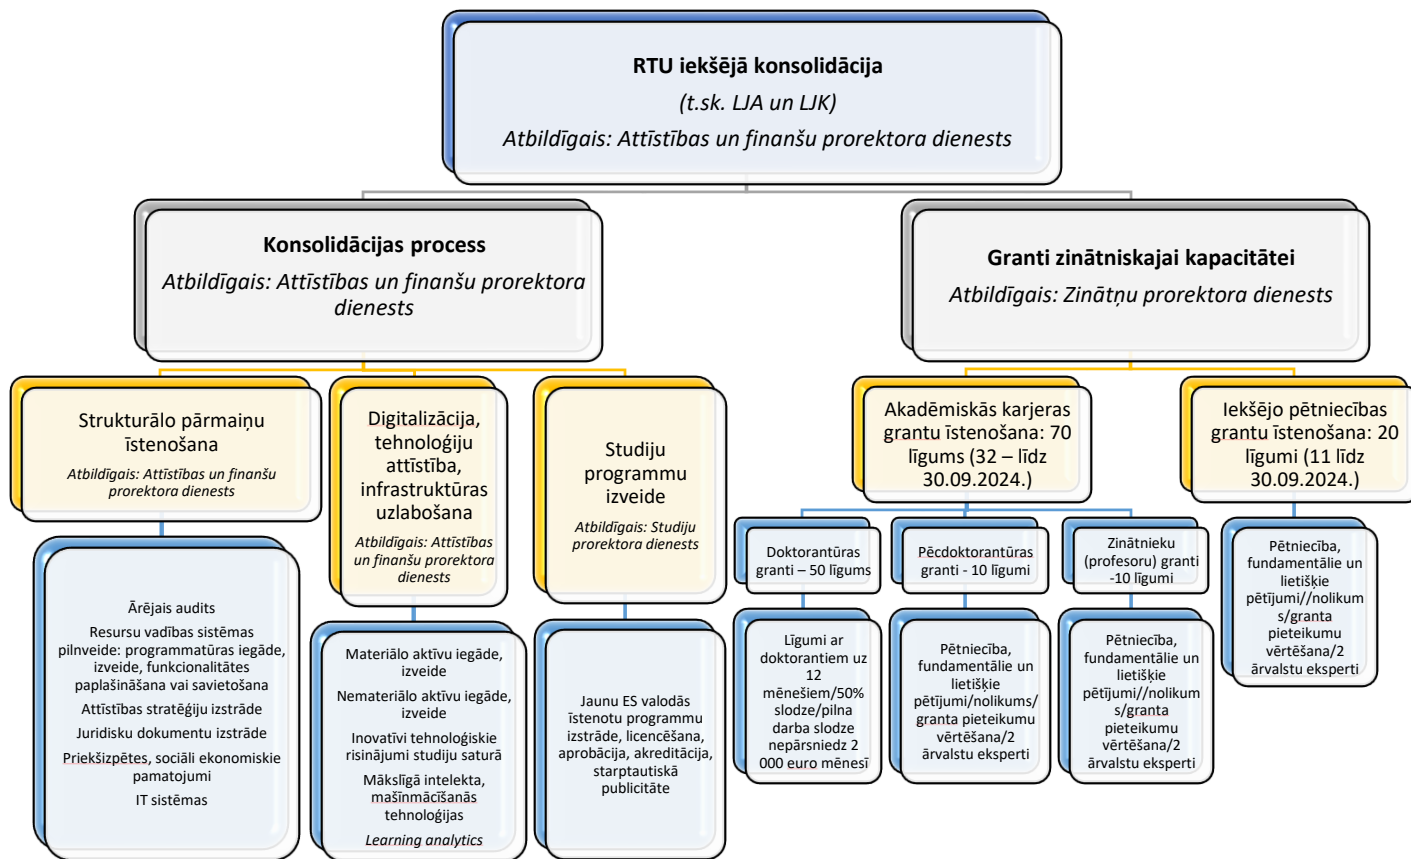 RTU iekšējā konsolidācija
(t.sk. LJA un LJK)
Atbildīgais: Attīstības un finanšu prorektora dienests
Konsolidācijas process
Atbildīgais: Attīstības un finanšu prorektora
dienests
Granti zinātniskajai kapacitātei
Atbildīgais: Zinātņu prorektora dienests
Strukturālo pārmaiņu
īstenošana
Atbildīgais: Attīstības un finanšu
prorektora dienests
Digitalizācija,
tehnoloģiju
attīstība,
infrastruktūras
uzlabošana
Atbildīgais: Attīstības
un finanšu prorektora
dienests
Studiju
programmu
izveide
Atbildīgais: Studiju
prorektora dienests
Akadēmiskās karjeras
grantu īstenošana: 70
līgums (32 – līdz
30.09.2024.)
Iekšējo pētniecības
grantu īstenošana: 20
līgumi (11 līdz
30.09.2024.)
Ārējais audits
Resursu vadības sistēmas
pilnveide: programmatūras iegāde,
izveide, funkcionalitātes
paplašināšana vai savietošana
Attīstības stratēģiju izstrāde
Juridisku dokumentu izstrāde
Priekšizpētes, sociāli ekonomiskie
pamatojumi
IT sistēmas
Materiālo aktīvu iegāde,
izveide
Nemateriālo aktīvu iegāde,
izveide
Inovatīvi tehnoloģiskie
risinājumi studiju saturā
Mākslīgā intelekta,
mašīnmācīšanās
tehnoloģijas
Learning analytics
Jaunu ES valodās
īstenotu programmu
izstrāde, licencēšana,
aprobācija, akreditācija,
starptautiskā
publicitāte
Doktorantūras
granti – 50 līgums
Pēcdoktorantūras
granti - 10 līgumi
Zinātnieku
(profesoru) granti
-10 līgumi
Pētniecība,
fundamentālie un
lietišķie
pētījumi//nolikum
s/granta
pieteikumu
vērtēšana/2
ārvalstu eksperti
Līgumi ar
doktorantiem uz
12
mēnešiem/50%
slodze/pilna
darba slodze
nepārsniedz 2
000 euro mēnesī
Pētniecība,
fundamentālie un
lietišķie
pētījumi/nolikums/
granta pieteikumu
vērtēšana/2
ārvalstu eksperti
Pētniecība,
fundamentālie un
lietišķie
pētījumi//nolikum
s/granta
pieteikumu
vērtēšana/2
ārvalstu eksperti